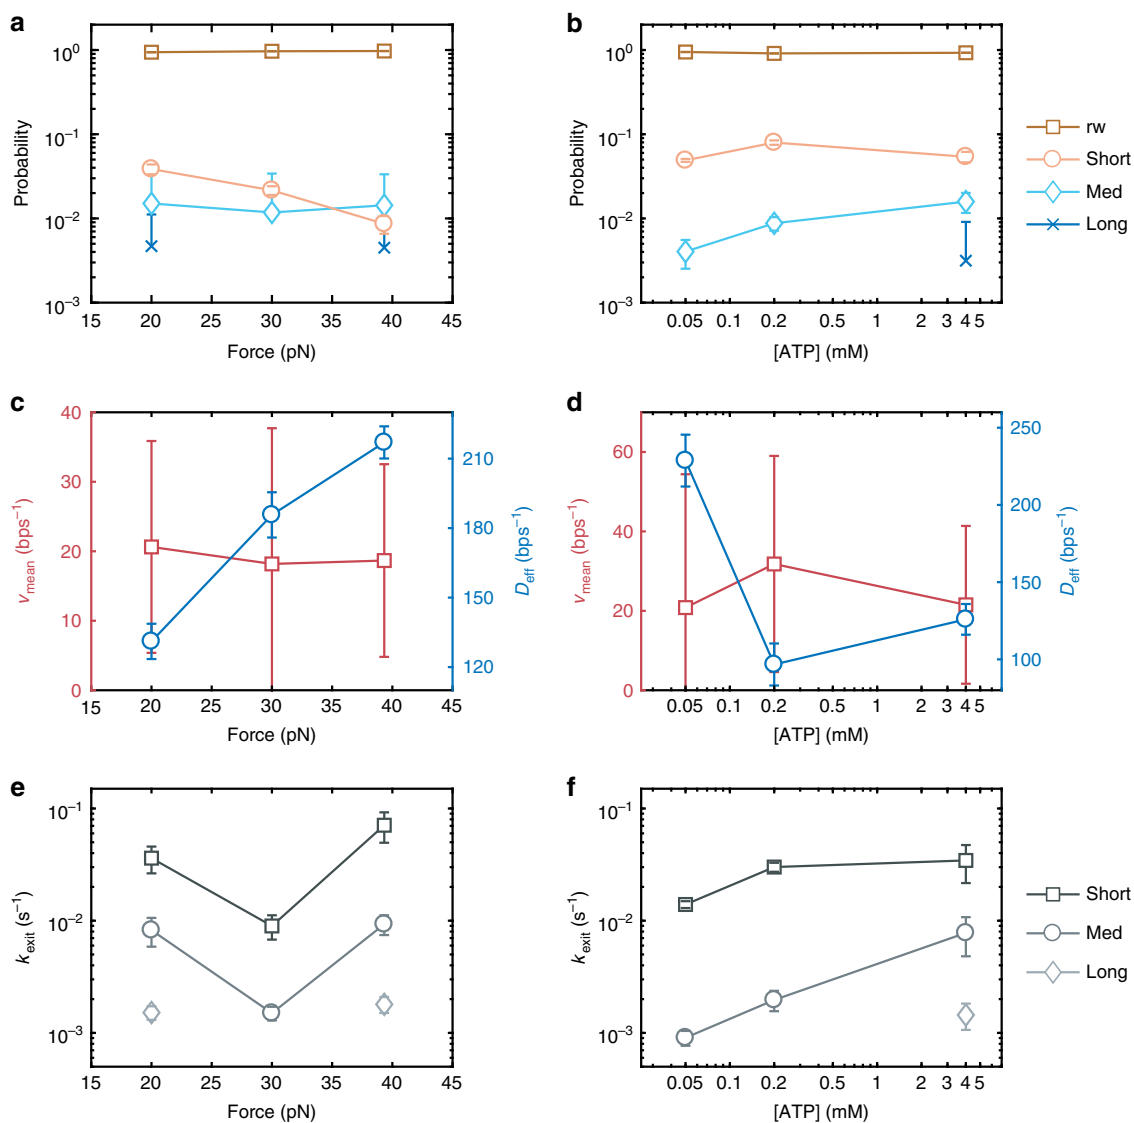 a
10⁰
10⁻¹
10⁻²
10⁻³
Probability
15 20 25 30 35 40 45
Force (pN)
b
10⁰
10⁻¹
10⁻²
10⁻³
Probability
0.05 0.1 0.2 0.5 1 2 3 4 5
[ATP] (mM)
rw
Short
Med
Long
c
40
30
20
10
0
v_mean (bps⁻¹)
210
180
150
120
D_eff (bps⁻¹)
15 20 25 30 35 40 45
Force (pN)
d
60
40
20
0
v_mean (bps⁻¹)
250
200
150
100
D_eff (bps⁻¹)
0.05 0.1 0.2 0.5 1 2 3 4 5
[ATP] (mM)
e
10⁻¹
10⁻²
10⁻³
k_exit (s⁻¹)
15 20 25 30 35 40 45
Force (pN)
f
10⁻¹
10⁻²
10⁻³
k_exit (s⁻¹)
0.05 0.1 0.2 0.5 1 2 3 4 5
[ATP] (mM)
Short
Med
Long